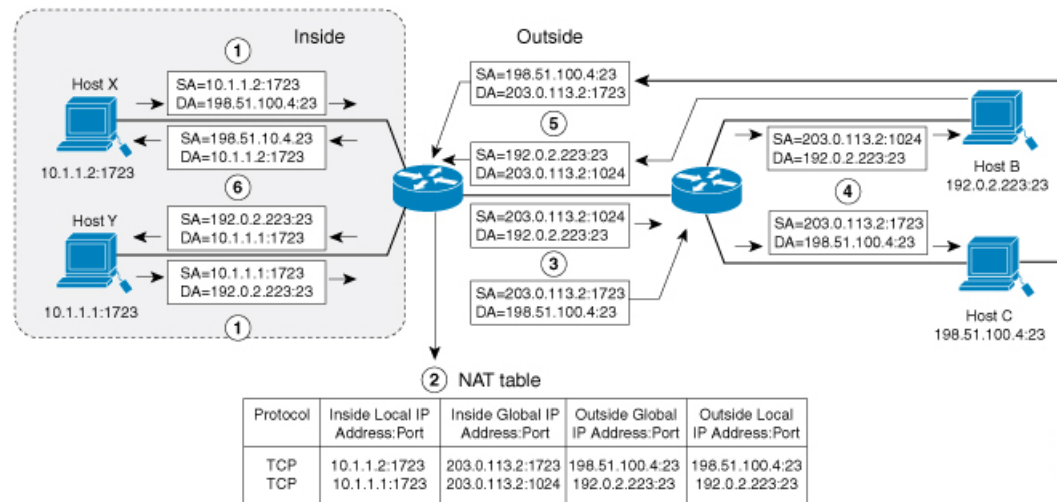 Inside
Outside
1
Host X
SA=10.1.1.2:1723
DA=198.51.100.4:23
SA=198.51.10.4.23
DA=10.1.1.2:1723
10.1.1.2:1723
6
Host Y
SA=192.0.2.223:23
DA=10.1.1.1:1723
SA=10.1.1.1:1723
DA=192.0.2.223:23
10.1.1.1:1723
1
SA=198.51.100.4:23
DA=203.0.113.2:1723
5
SA=192.0.2.223:23
DA=203.0.113.2:1024
SA=203.0.113.2:1024
DA=192.0.2.223:23
3
SA=203.0.113.2:1723
DA=198.51.100.4:23
SA=203.0.113.2:1024
DA=192.0.2.223:23
Host B
192.0.2.223:23
4
SA=203.0.113.2:1723
DA=198.51.100.4:23
Host C
198.51.100.4:23
2 NAT table
Protocol Inside Local IP Inside Global IP Outside Global Outside Local
Address:Port Address:Port IP Address:Port IP Address:Port
TCP 10.1.1.2:1723 203.0.113.2:1723 198.51.100.4:23 198.51.100.4:23
TCP 10.1.1.1:1723 203.0.113.2:1024 192.0.2.223:23 192.0.2.223:23